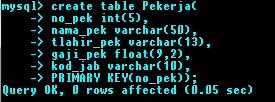 mysql> create table Pekerja(
    -> no_pek int(5),
    -> nama_pek varchar(50),
    -> tlahir_pek varchar(13),
    -> gaji_pek float(9,2),
    -> kod_jab varchar(10),
    -> PRIMARY KEY(no_pek));
Query OK, 0 rows affected (0.05 sec)